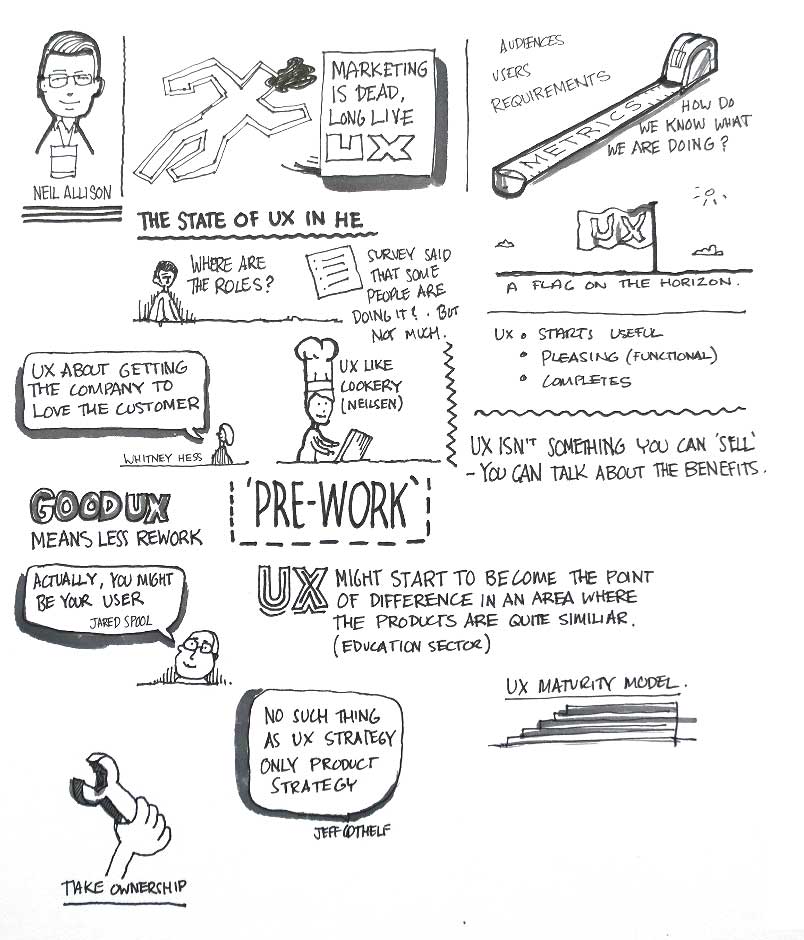 NEIL ALLISON
MARKETING
IS DEAD,
LONG LIVE
UX
AUDIENCES
USERS
REQUIREMENTS
METRICS
HOW DO
WE KNOW WHAT
WE ARE DOING?
THE STATE OF UX IN HE
WHERE ARE
THE ROLES?
SURVEY SAID
THAT SOME
PEOPLE ARE
DOING IT!. BUT
NOT MUCH.
UX
A FLAG ON THE HORIZON.
UX • STARTS USEFUL
• PLEASING (FUNCTIONAL)
• COMPLETES
UX ABOUT GETTING
THE COMPANY TO
LOVE THE CUSTOMER
WHITNEY HESS
UX LIKE
COOKERY
(NEILSEN)
UX ISN'T SOMETHING YOU CAN 'SELL'
- YOU CAN TALK ABOUT THE BENEFITS.
GOOD UX
MEANS LESS REWORK
'PRE-WORK'
ACTUALLY, YOU MIGHT
BE YOUR USER
JARED SPOOL
UX MIGHT START TO BECOME THE POINT
OF DIFFERENCE IN AN AREA WHERE
THE PRODUCTS ARE QUITE SIMILIAR.
(EDUCATION SECTOR)
UX MATURITY MODEL.
NO SUCH THING
AS UX STRATEGY
ONLY PRODUCT
STRATEGY
JEFF GOTHELF
TAKE OWNERSHIP